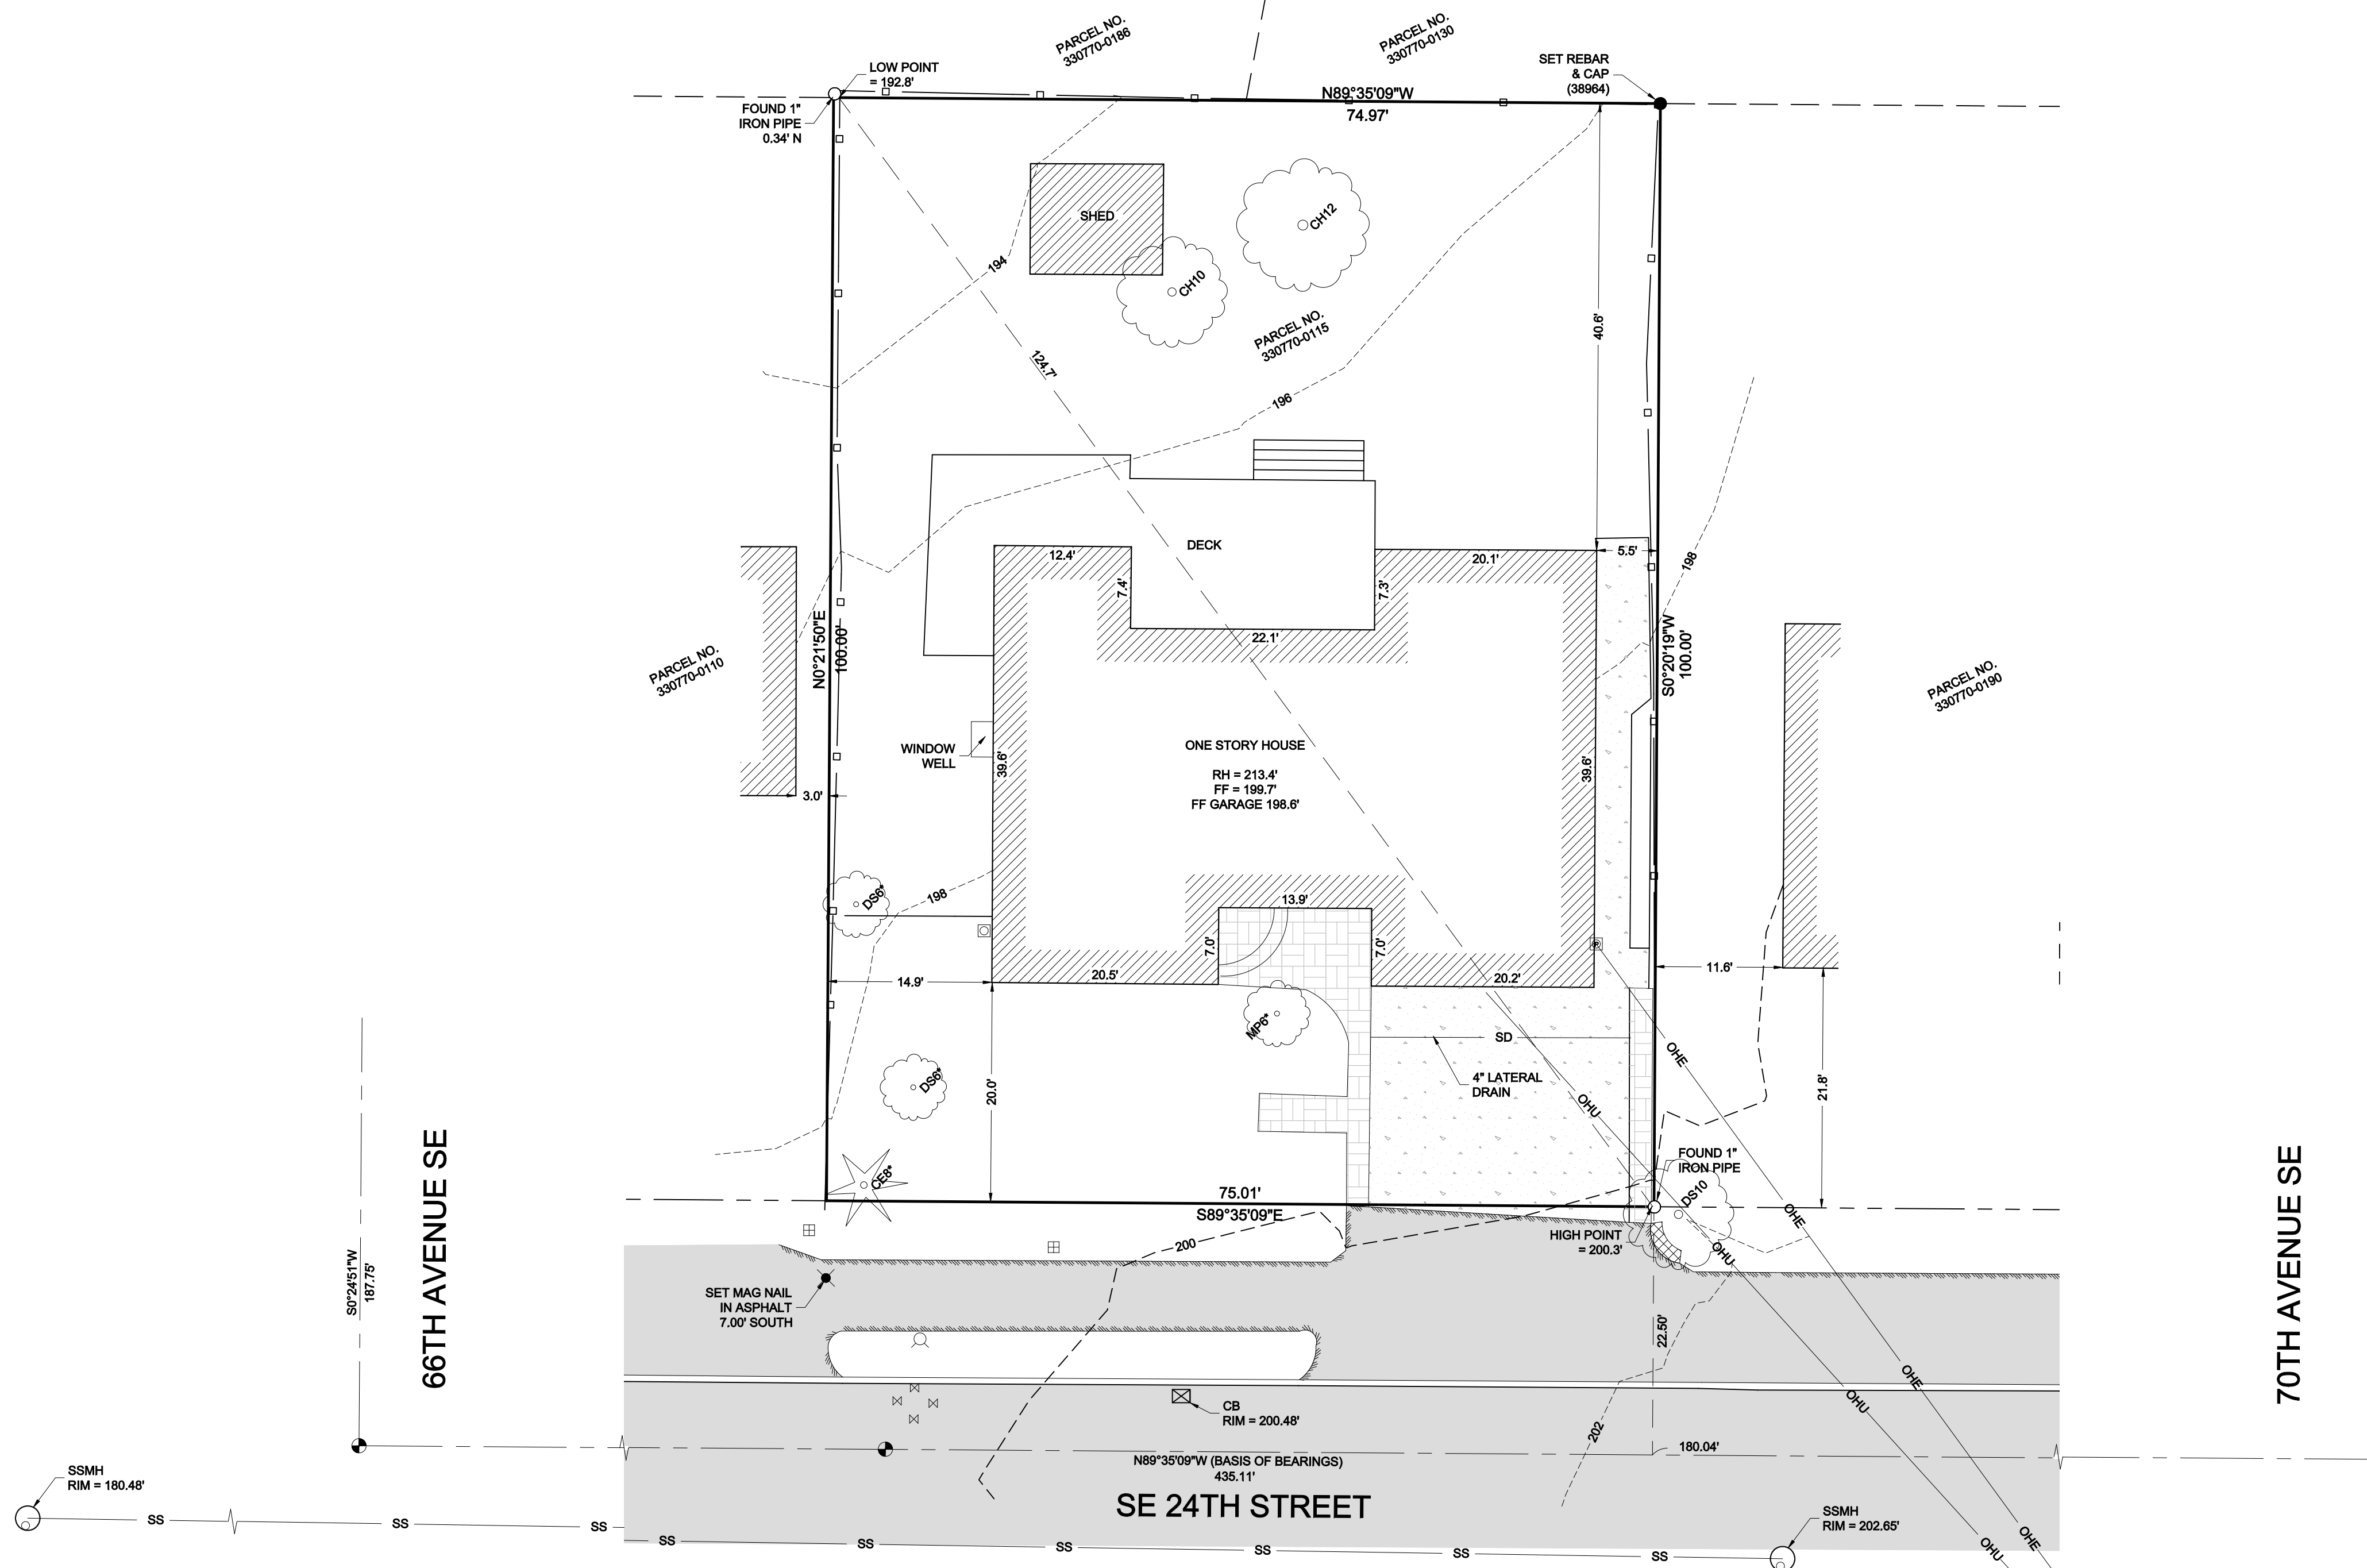 PARCEL NO.
330770-0186
PARCEL NO.
330770-0130
LOW POINT
= 192.8'
SET REBAR
& CAP
(38964)
FOUND 1"
IRON PIPE
0.34' N
N89°35'09"W
74.97'
SHED
CH12
CH10
194
PARCEL NO.
330770-0115
40.6'
124.7'
196
DECK
12.4'
7.4'
7.3'
20.1'
5.5'
198
22.1'
N0°21'50"E
100.00'
S0°20'19"W
100.00'
PARCEL NO.
330770-0110
PARCEL NO.
330770-0190
WINDOW
WELL
39.6'
ONE STORY HOUSE
RH = 213.4'
FF = 199.7'
FF GARAGE 198.6'
39.6'
3.0'
DS6*
198
13.9'
7.0'
7.0'
14.9'
20.5'
20.2'
11.6'
MP6*
SD
OHE
4" LATERAL
DRAIN
OHU
DS6*
20.0'
21.8'
FOUND 1"
IRON PIPE
CE8*
DS10
75.01'
S89°35'09"E
OHE
200
HIGH POINT
= 200.3'
OHU
66TH AVENUE SE
70TH AVENUE SE
S0°24'51"W
187.75'
SET MAG NAIL
IN ASPHALT
7.00' SOUTH
22.50'
OHE
OHU
CB
RIM = 200.48'
202
180.04'
N89°35'09"W (BASIS OF BEARINGS)
435.11'
SE 24TH STREET
SSMH
RIM = 180.48'
SSMH
RIM = 202.65'
SS
SS
SS
SS
SS
SS
SS
SS
SS
OHU
OHE